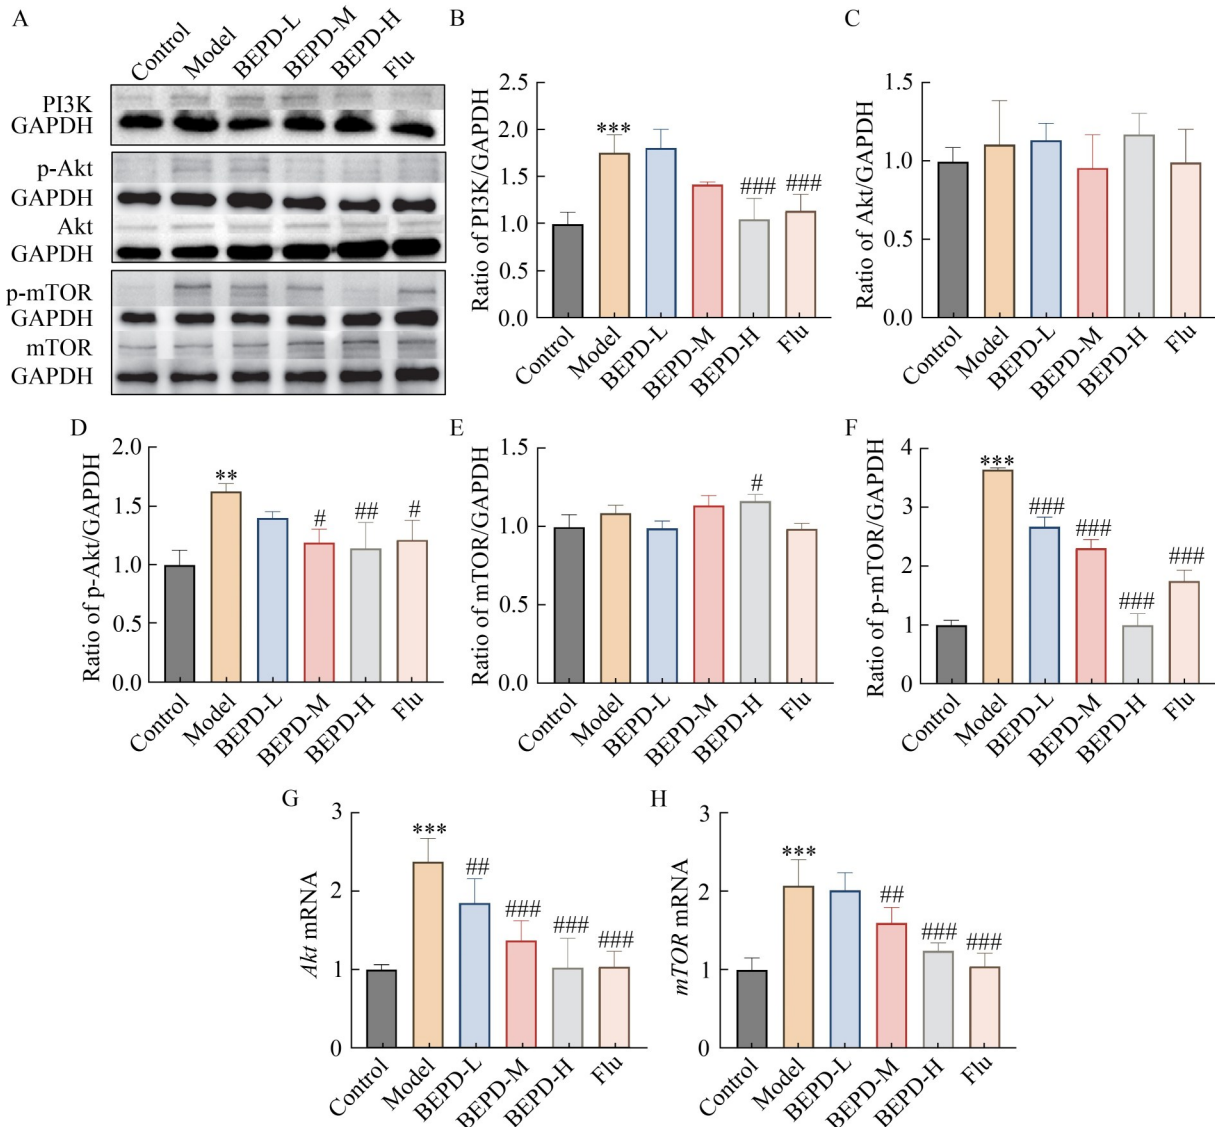 A
Control
Model
BEPD-L
BEPD-M
BEPD-H
Flu
PI3K
GAPDH
p-Akt
GAPDH
Akt
GAPDH
p-mTOR
GAPDH
mTOR
GAPDH
B
Ratio of PI3K/GAPDH
2.5
2.0
1.5
1.0
0.5
0.0
***
###
###
Control
Model
BEPD-L
BEPD-M
BEPD-H
Flu
C
Ratio of Akt/GAPDH
1.5
1.0
0.5
0.0
Control
Model
BEPD-L
BEPD-M
BEPD-H
Flu
D
Ratio of p-Akt/GAPDH
2.0
1.5
1.0
0.5
0.0
**
#
##
#
Control
Model
BEPD-L
BEPD-M
BEPD-H
Flu
E
Ratio of mTOR/GAPDH
1.5
1.0
0.5
0.0
#
Control
Model
BEPD-L
BEPD-M
BEPD-H
Flu
F
Ratio of p-mTOR/GAPDH
4
3
2
1
0
***
###
###
###
###
Control
Model
BEPD-L
BEPD-M
BEPD-H
Flu
G
Akt mRNA
3
2
1
0
***
##
###
###
###
Control
Model
BEPD-L
BEPD-M
BEPD-H
Flu
H
mTOR mRNA
3
2
1
0
***
##
###
###
Control
Model
BEPD-L
BEPD-M
BEPD-H
Flu